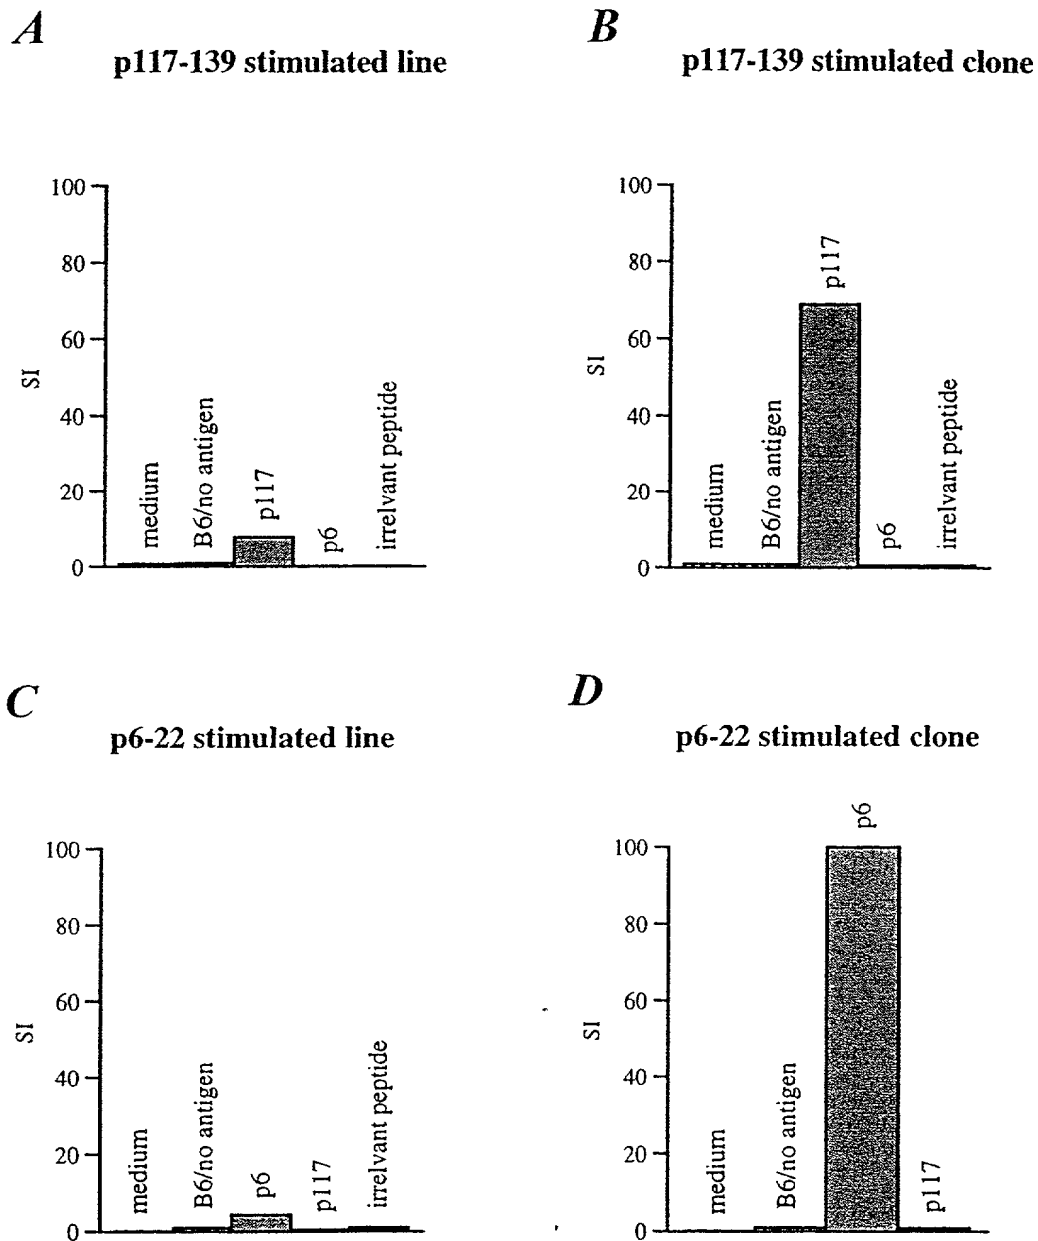 A
p117-139 stimulated line
100
80
60
40
20
0
SI
medium
B6/no antigen
p117
p6
irrelvant peptide
B
p117-139 stimulated clone
100
80
60
40
20
0
SI
medium
B6/no antigen
p117
p6
irrelvant peptide
C
p6-22 stimulated line
100
80
60
40
20
0
SI
medium
B6/no antigen
p6
p117
irrelvant peptide
D
p6-22 stimulated clone
100
80
60
40
20
0
SI
medium
B6/no antigen
p6
p117